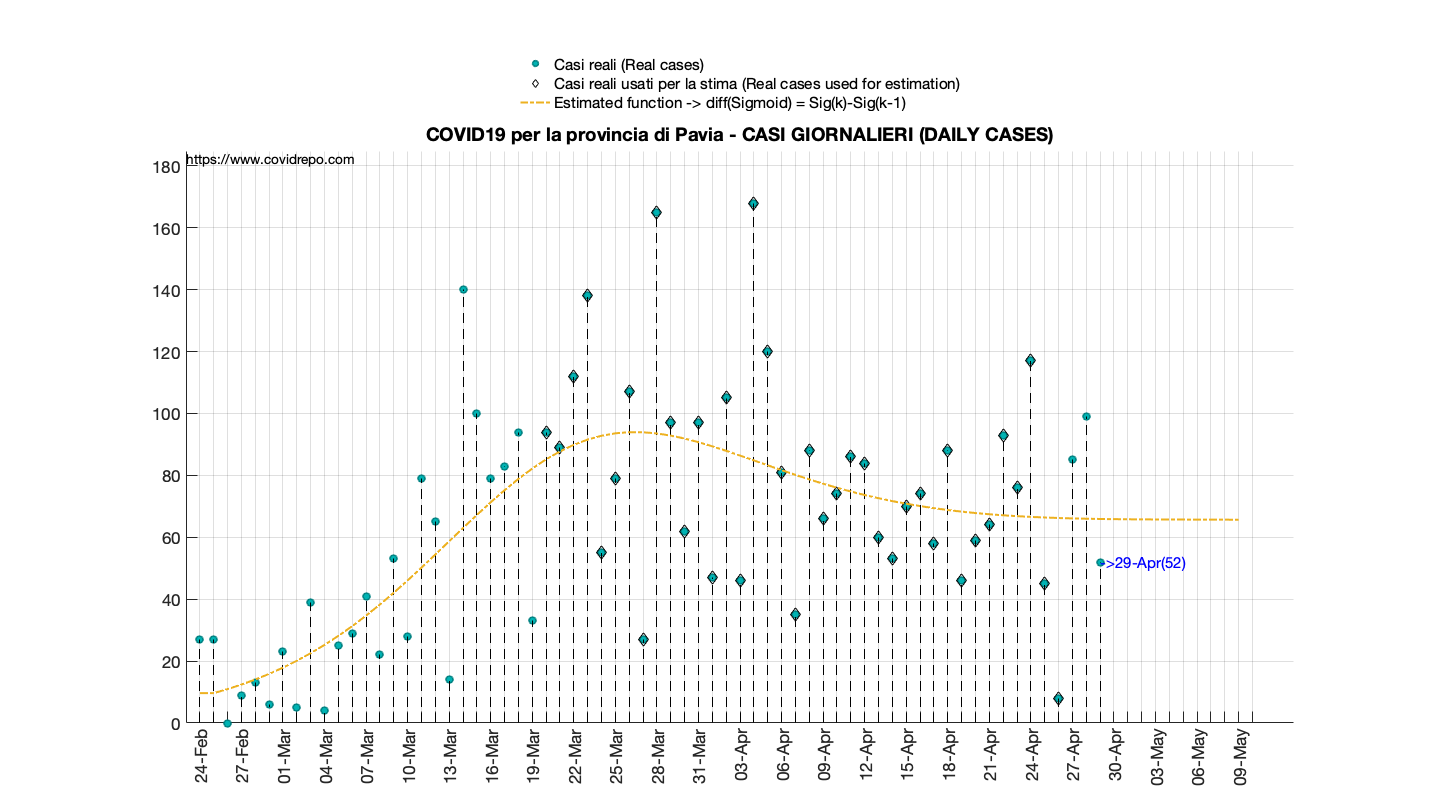 Casi reali (Real cases)
Casi reali usati per la stima (Real cases used for estimation)
Estimated function -> diff(Sigmoid) = Sig(k)-Sig(k-1)
COVID19 per la provincia di Pavia - CASI GIORNALIERI (DAILY CASES)
https://www.covidrepo.com
180
160
140
120
100
80
60
40
20
0
->29-Apr(52)
24-Feb
27-Feb
01-Mar
04-Mar
07-Mar
10-Mar
13-Mar
16-Mar
19-Mar
22-Mar
25-Mar
28-Mar
31-Mar
03-Apr
06-Apr
09-Apr
12-Apr
15-Apr
18-Apr
21-Apr
24-Apr
27-Apr
30-Apr
03-May
06-May
09-May